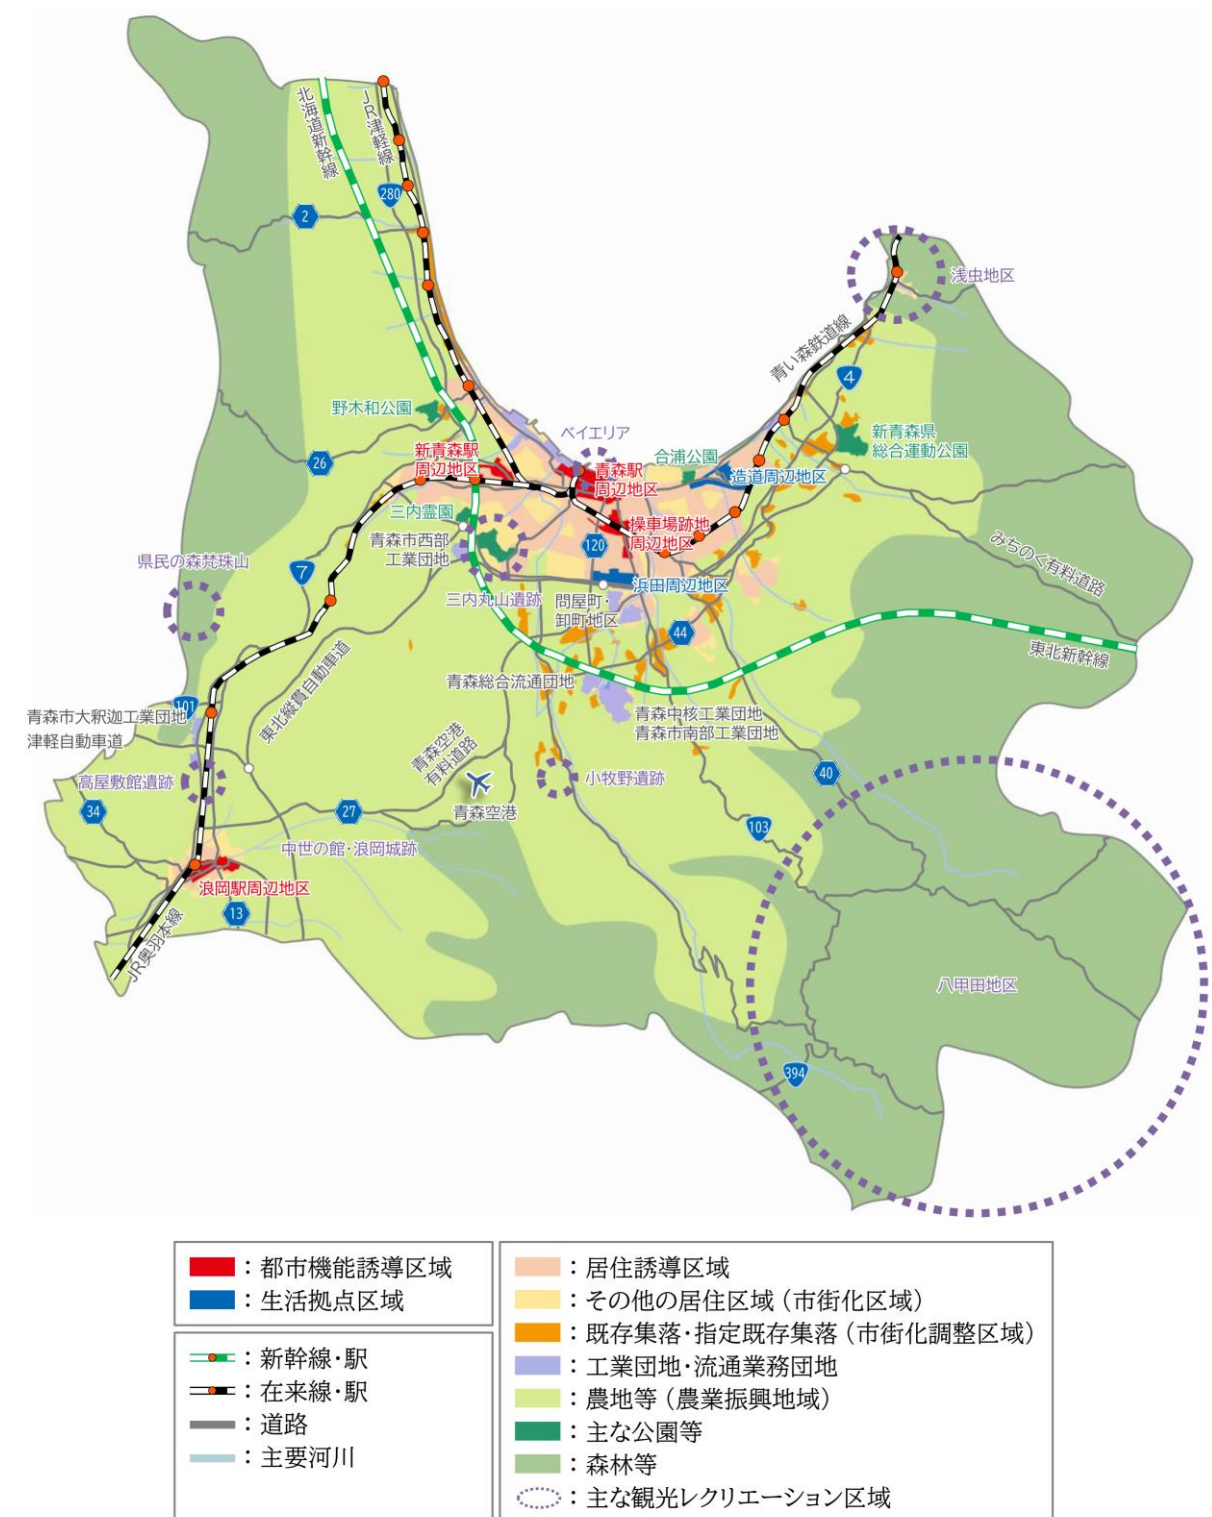 北海道新幹線
JR津軽線
280
2
浅虫地区
青い森鉄道線
4
野木和公園
ベイエリア
新青森県
総合運動公園
新青森駅
周辺地区
合浦公園
26
青森駅
周辺地区
造道周辺地区
三内霊園
操車場跡地
周辺地区
青森市西部
工業団地
120
みちのく有料道路
県民の森梵珠山
7
浜田周辺地区
三内丸山遺跡
問屋町・
卸町地区
44
東北新幹線
東北縦貫自動車道
青森総合流通団地
101
青森市大釈迦工業団地
津軽自動車道
青森中核工業団地
青森市南部工業団地
青森空港
有料道路
高屋敷館遺跡
小牧野遺跡
40
34
27
青森空港
103
中世の館・浪岡城跡
浪岡駅周辺地区
13
JR奥羽本線
八甲田地区
394
：都市機能誘導区域
：生活拠点区域
：新幹線・駅
：在来線・駅
：道路
：主要河川
：居住誘導区域
：その他の居住区域（市街化区域）
：既存集落・指定既存集落（市街化調整区域）
：工業団地・流通業務団地
：農地等（農業振興地域）
：主な公園等
：森林等
：主な観光レクリエーション区域